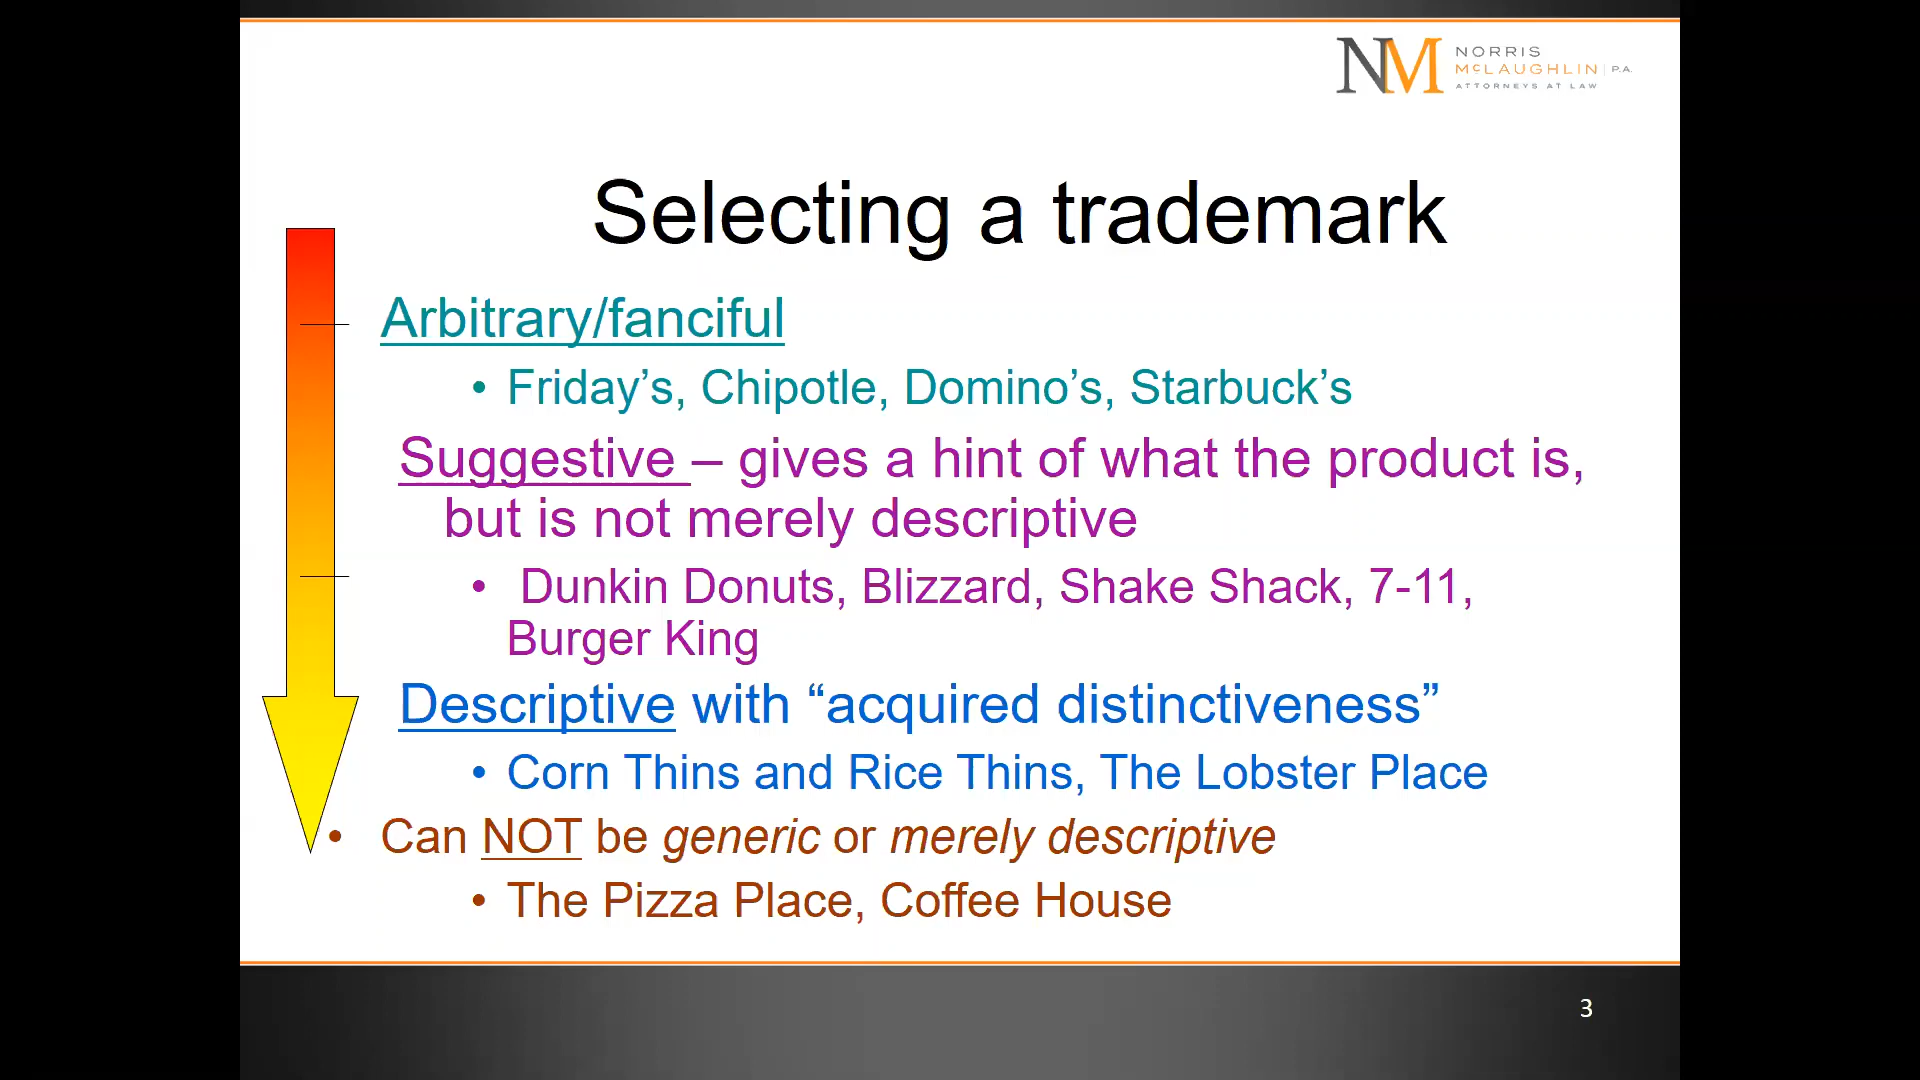 NM NORRIS
MCLAUGHLIN | P.A.
ATTORNEYS AT LAW
Selecting a trademark
Arbitrary/fanciful
• Friday’s, Chipotle, Domino’s, Starbuck’s
Suggestive – gives a hint of what the product is,
but is not merely descriptive
• Dunkin Donuts, Blizzard, Shake Shack, 7-11,
Burger King
Descriptive with “acquired distinctiveness”
• Corn Thins and Rice Thins, The Lobster Place
• Can NOT be generic or merely descriptive
• The Pizza Place, Coffee House
3